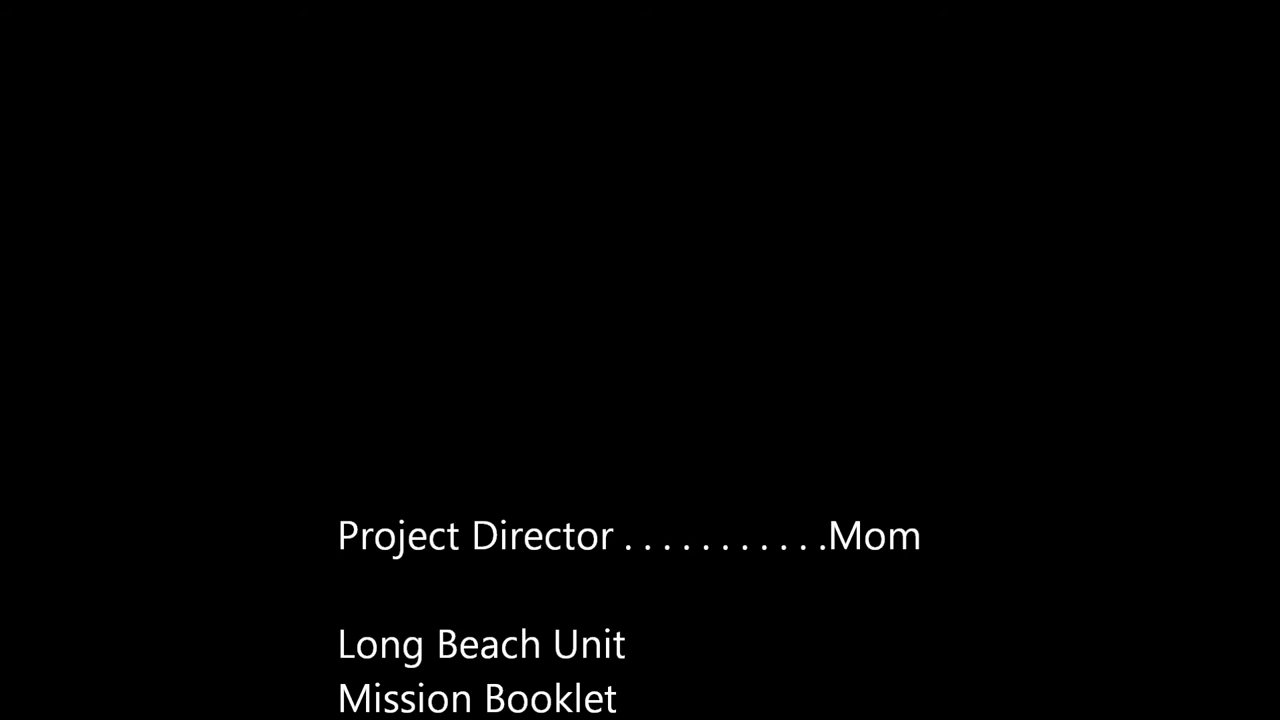 Project Director . . . . . . . . . . .Mom
Long Beach Unit
Mission Booklet